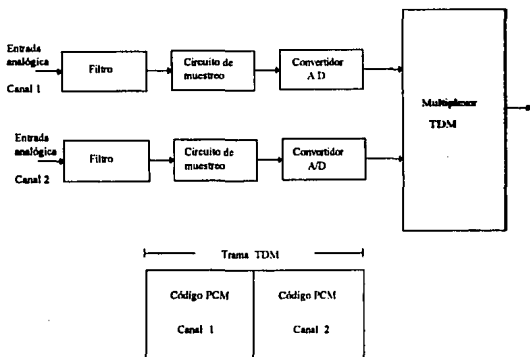 Entrada
analógica
Canal 1
Filtro
Circuito de
muestreo
Convertidor
A D
Multiplexor
TDM
Entrada
analógica
Canal 2
Filtro
Circuito de
muestreo
Convertidor
A/D
Trama TDM
Código PCM
Canal 1
Código PCM
Canal 2